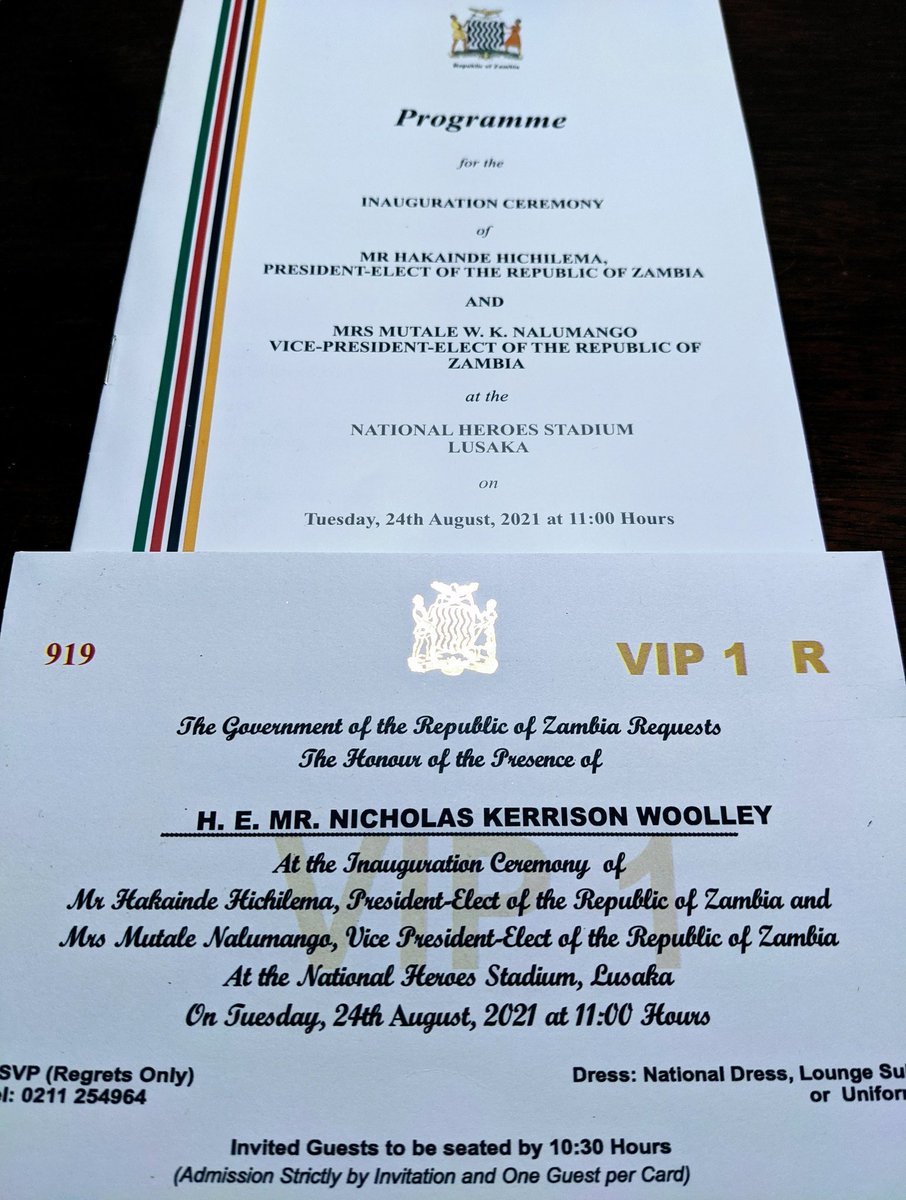 Republic of Zambia
Programme
for the
INAUGURATION CEREMONY
of
MR HAKAINDE HICHILEMA,
PRESIDENT-ELECT OF THE REPUBLIC OF ZAMBIA
AND
MRS MUTALE W. K. NALUMANGO
VICE-PRESIDENT-ELECT OF THE REPUBLIC OF
ZAMBIA
at the
NATIONAL HEROES STADIUM
LUSAKA
on
Tuesday, 24th August, 2021 at 11:00 Hours
919
VIP 1 R
The Government of the Republic of Zambia Requests
The Honour of the Presence of
H. E. MR. NICHOLAS KERRISON WOOLLEY
VIP 1
At the Inauguration Ceremony of
Mr Hakainde Hichilema, President-Elect of the Republic of Zambia and
Mrs Mutale Nalumango, Vice President-Elect of the Republic of Zambia
At the National Heroes Stadium, Lusaka
On Tuesday, 24th August, 2021 at 11:00 Hours
SVP (Regrets Only)
el: 0211 254964
Dress: National Dress, Lounge Su
or Unifor
Invited Guests to be seated by 10:30 Hours
(Admission Strictly by Invitation and One Guest per Card)